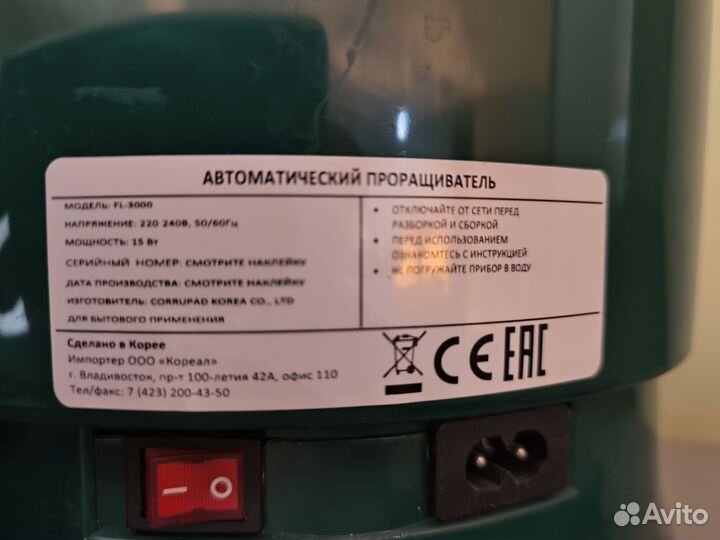 АВТОМАТИЧЕСКИЙ ПРОРАЩИВАТЕЛЬ
МОДЕЛЬ: FL-3000
НАПРЯЖЕНИЕ: 220 240В, 50/60Гц
МОЩНОСТЬ: 15 Вт
СЕРИЙНЫЙ НОМЕР: СМОТРИТЕ НАКЛЕЙКУ
ДАТА ПРОИЗВОДСТВА: СМОТРИТЕ НАКЛЕЙКУ
ИЗГОТОВИТЕЛЬ: CORRUPAD KOREA CO., LTD
ДЛЯ БЫТОВОГО ПРИМЕНЕНИЯ
• ОТКЛЮЧАЙТЕ ОТ СЕТИ ПЕРЕД
РАЗБОРКОЙ И СБОРКОЙ
• ПЕРЕД ИСПОЛЬЗОВАНИЕМ
ОЗНАКОМЬТЕСЬ С ИНСТРУКЦИЕЙ
• НЕ ПОГРУЖАЙТЕ ПРИБОР В ВОДУ
Сделано в Корее
Импортер ООО «Кореал»
г. Владивосток, пр-т 100-летия 42А, офис 110
Тел/факс: 7 (423) 200-43-50
CE EAC
I O
Avito